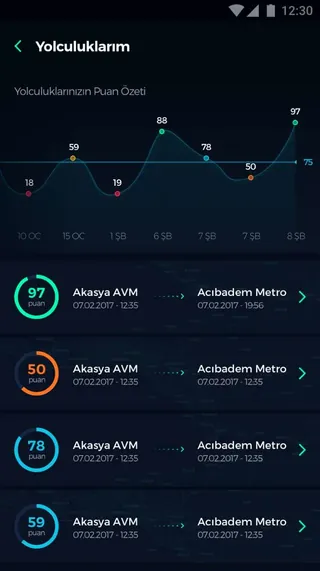 12:30
Yolculuklarım
Yolculuklarınızın Puan Özeti
97
88
59
78
75
50
18
19
10 OC 15 OC 1 ŞB 6 ŞB 7 ŞB 7 ŞB 8 ŞB
97
puan
Akasya AVM
07.02.2017 - 12:35
Acıbadem Metro
07.02.2017 - 19:56
50
puan
Akasya AVM
07.02.2017 - 12:35
Acıbadem Metro
07.02.2017 - 12:35
78
puan
Akasya AVM
07.02.2017 - 12:35
Acıbadem Metro
07.02.2017 - 12:35
59
puan
Akasya AVM
07.02.2017 - 12:35
Acıbadem Metro
07.02.2017 - 12:35